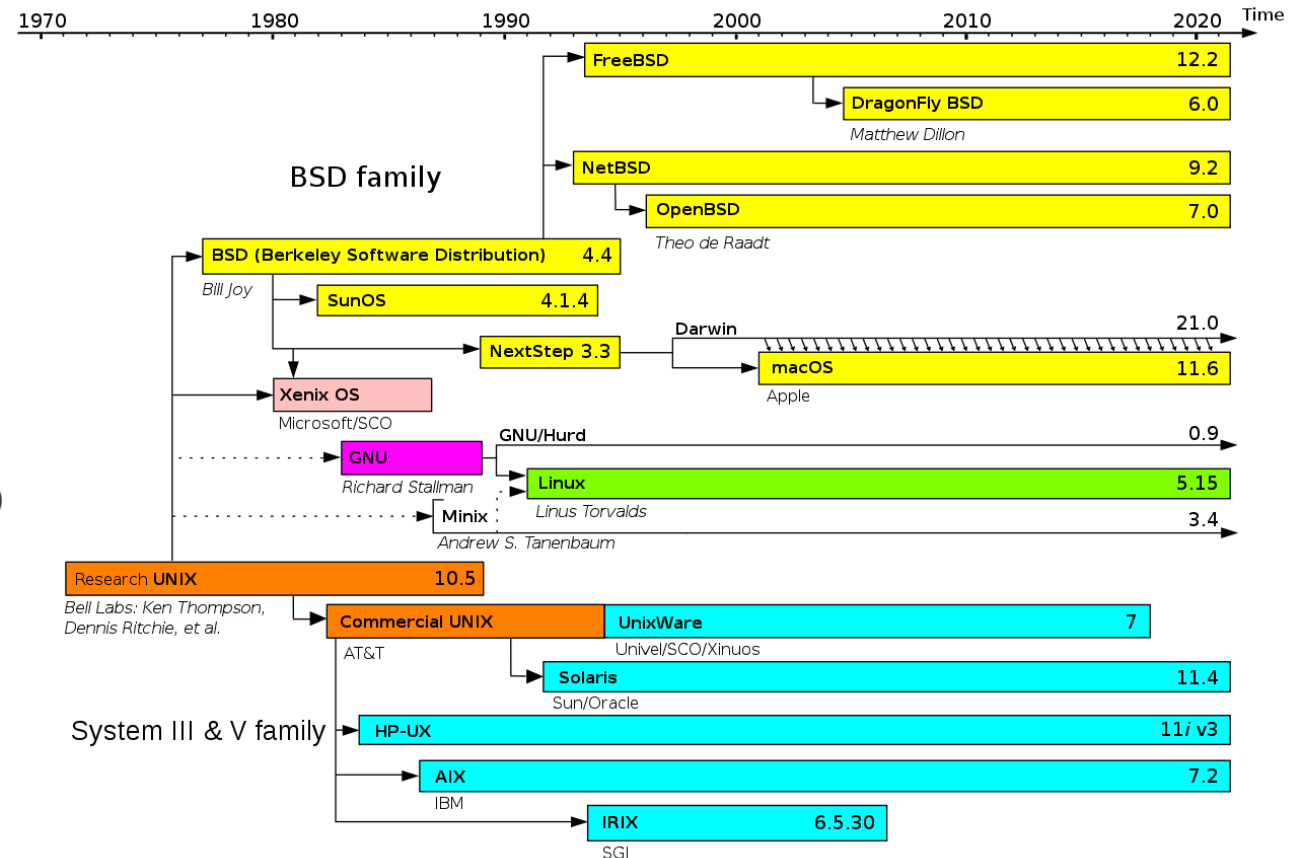 1970 1980 1990 2000 2010 2020 Time
FreeBSD 12.2
DragonFly BSD 6.0
Matthew Dillon
BSD family
NetBSD 9.2
OpenBSD 7.0
Theo de Raadt
BSD (Berkeley Software Distribution) 4.4
Bill Joy
SunOS 4.1.4
Darwin 21.0
NextStep 3.3
macOS 11.6
Apple
Xenix OS
Microsoft/SCO
GNU/Hurd 0.9
GNU
Richard Stallman
Linux 5.15
Linus Torvalds
)
Minix 3.4
Andrew S. Tanenbaum
Research UNIX 10.5
Bell Labs: Ken Thompson,
Dennis Ritchie, et al.
Commercial UNIX
AT&T
UnixWare 7
Univel/SCO/Xinuos
Solaris 11.4
Sun/Oracle
System III & V family
HP-UX 11i v3
AIX 7.2
IBM
IRIX 6.5.30
SGI